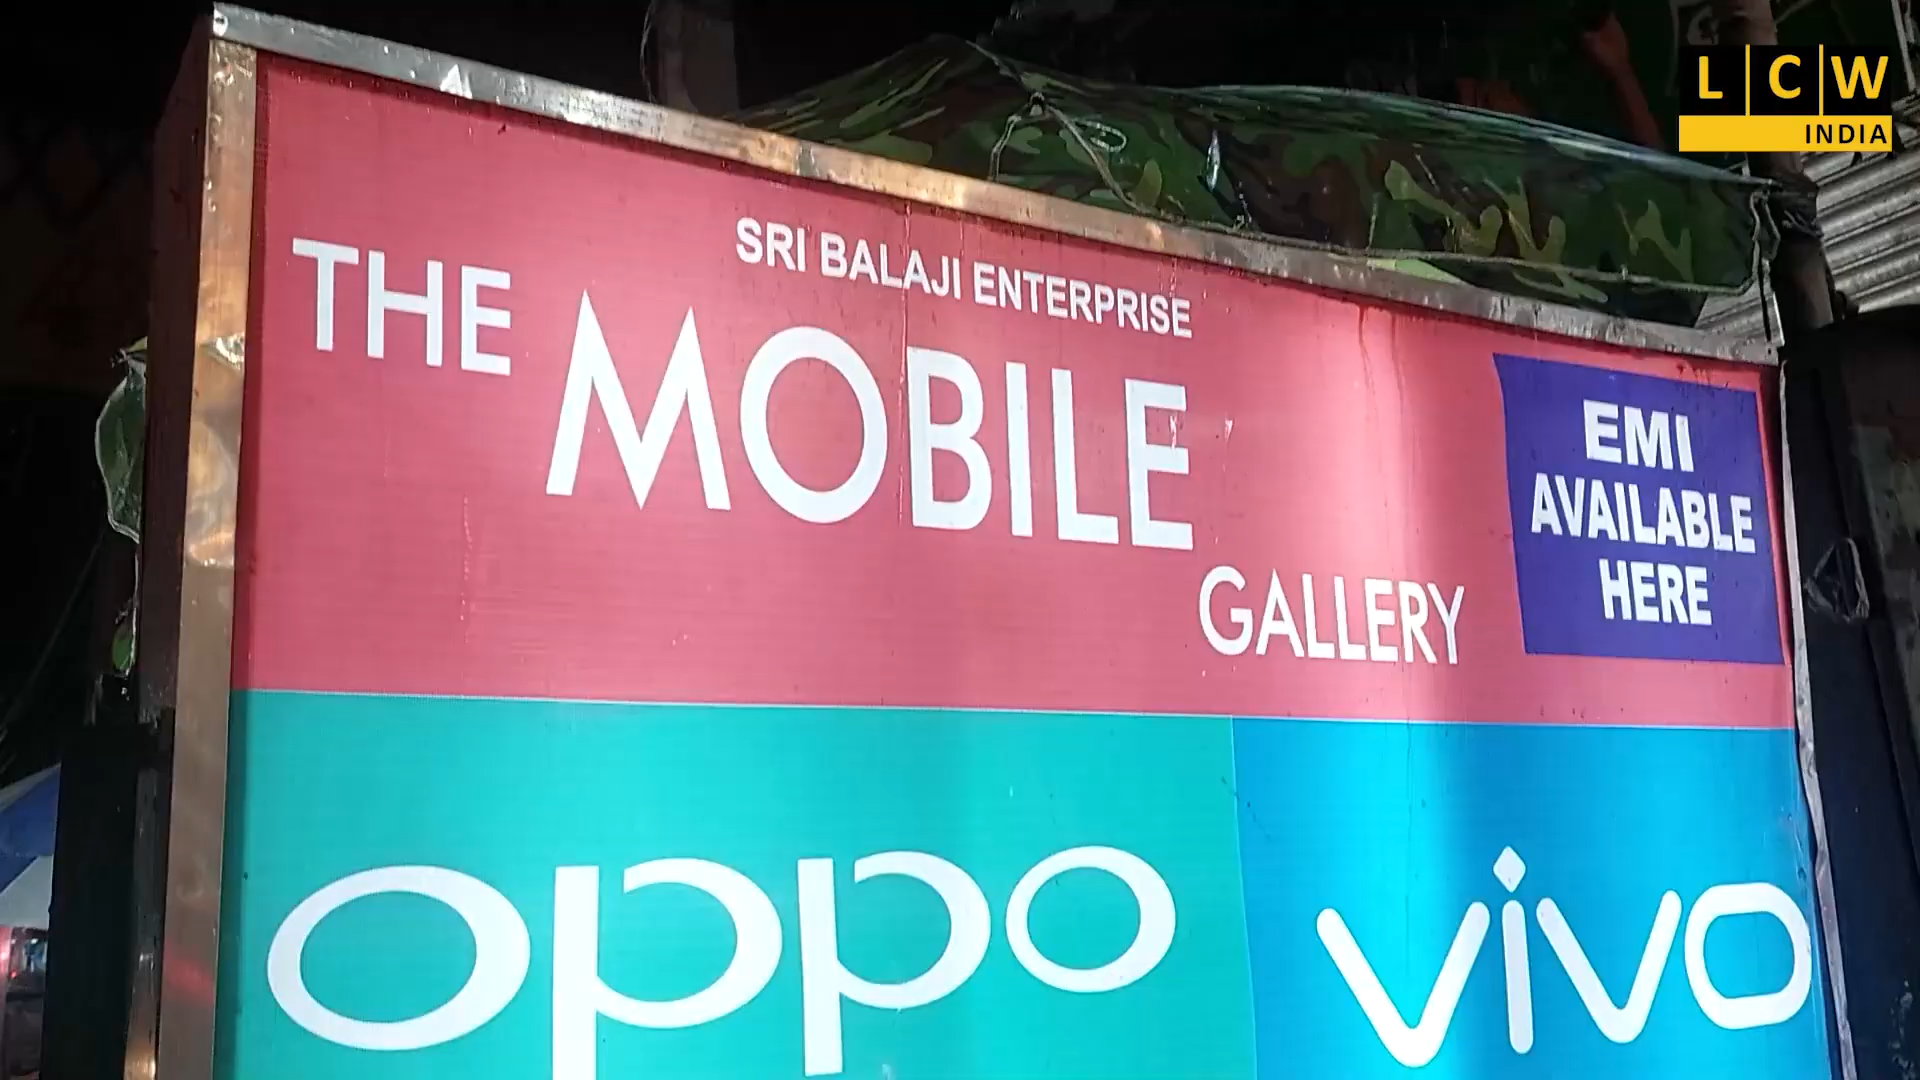 L C W
INDIA
SRI BALAJI ENTERPRISE
THE MOBILE GALLERY
EMI
AVAILABLE
HERE
oppo
vivo